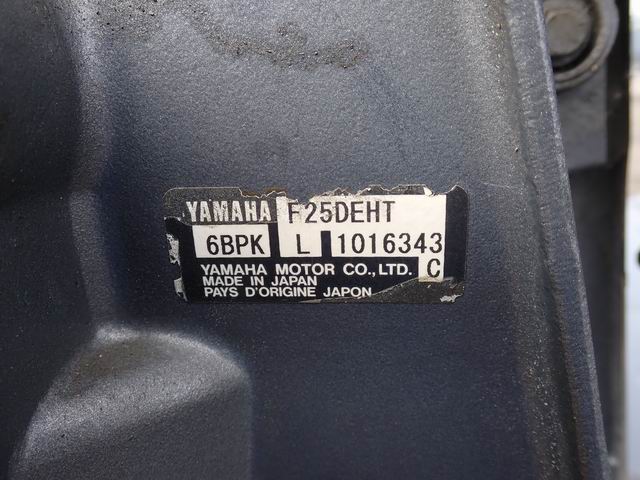 YAMAHA F25DEHT
6BPK L 1016343
YAMAHA MOTOR CO.,LTD. C
MADE IN JAPAN
PAYS D'ORIGINE JAPON